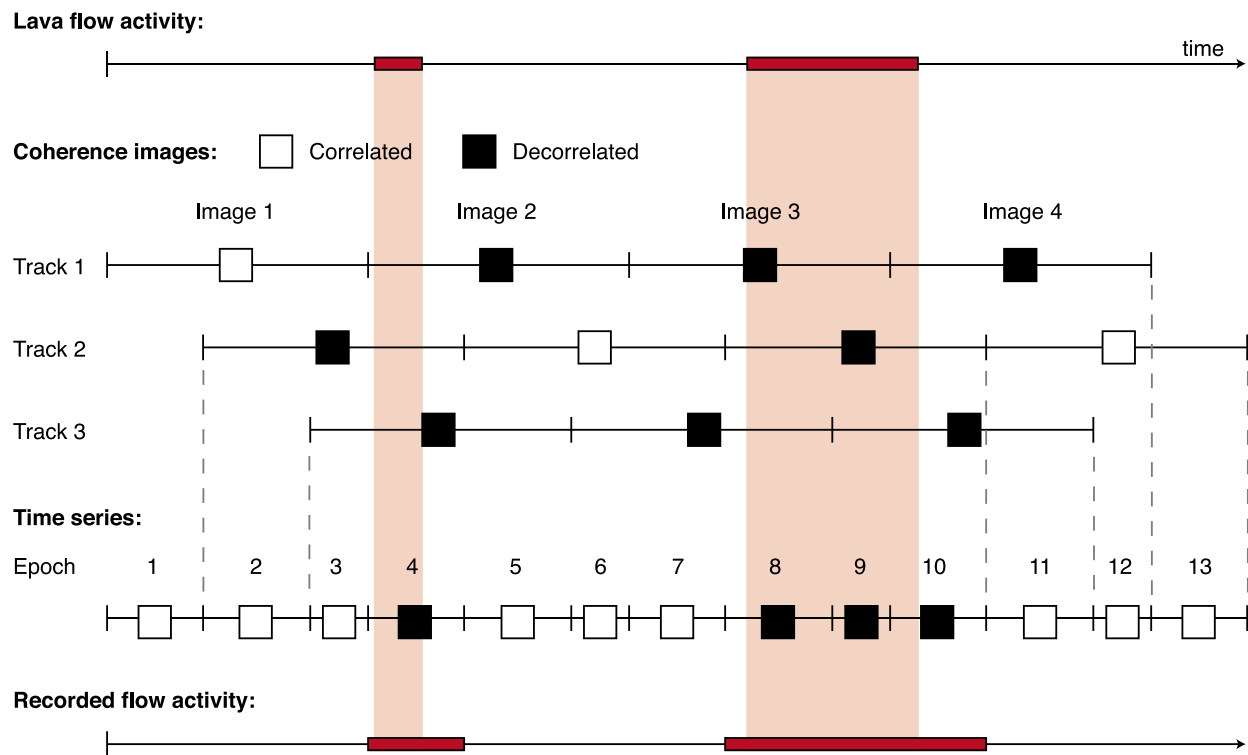 Lava flow activity:
time
Coherence images:
Correlated
Decorrelated
Image 1
Image 2
Image 3
Image 4
Track 1
Track 2
Track 3
Time series:
Epoch 1 2 3 4 5 6 7 8 9 10 11 12 13
Recorded flow activity: